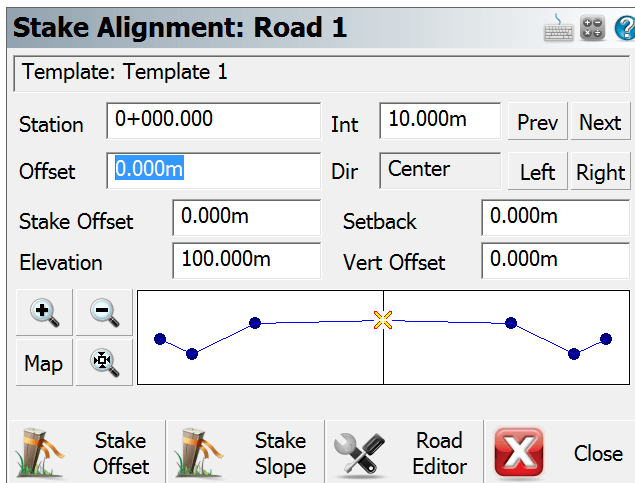 Stake Alignment: Road 1
Template: Template 1
Station 0+000.000 Int 10.000m Prev Next
Offset 0.000m Dir Center Left Right
Stake Offset 0.000m Setback 0.000m
Elevation 100.000m Vert Offset 0.000m
Map
Stake Offset Stake Slope Road Editor Close